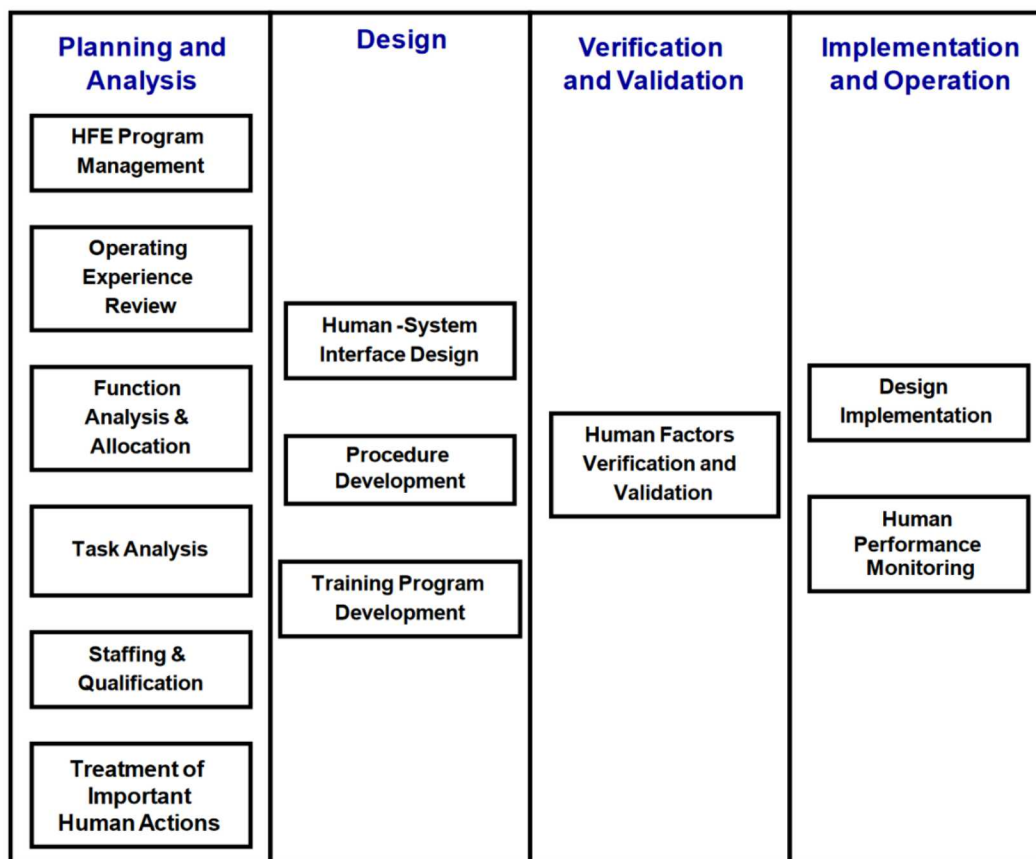 Planning and
Analysis
HFE Program
Management
Operating
Experience
Review
Function
Analysis &
Allocation
Task Analysis
Staffing &
Qualification
Treatment of
Important
Human Actions
Design
Human -System
Interface Design
Procedure
Development
Training Program
Development
Verification
and Validation
Human Factors
Verification and
Validation
Implementation
and Operation
Design
Implementation
Human
Performance
Monitoring